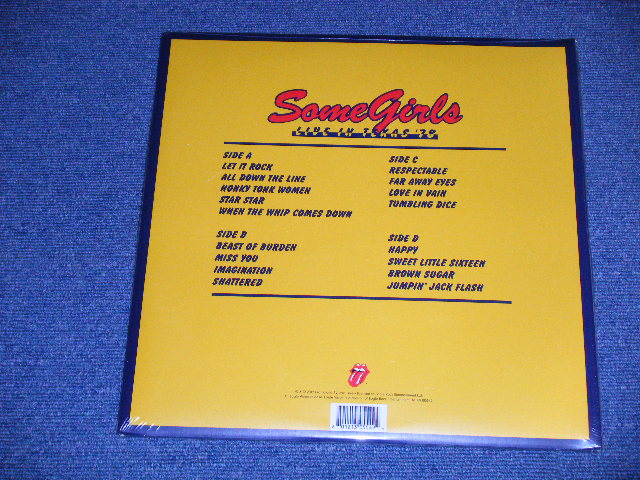 SomeGirls
LIVE IN TEXAS '78
SIDE A
LET IT ROCK
ALL DOWN THE LINE
HONKY TONK WOMEN
STAR STAR
WHEN THE WHIP COMES DOWN
SIDE B
BEAST OF BURDEN
MISS YOU
IMAGINATION
SHATTERED
SIDE C
RESPECTABLE
FAR AWAY EYES
LOVE IN VAIN
TUMBLING DICE
SIDE D
HAPPY
SWEET LITTLE SIXTEEN
BROWN SUGAR
JUMPIN' JACK FLASH